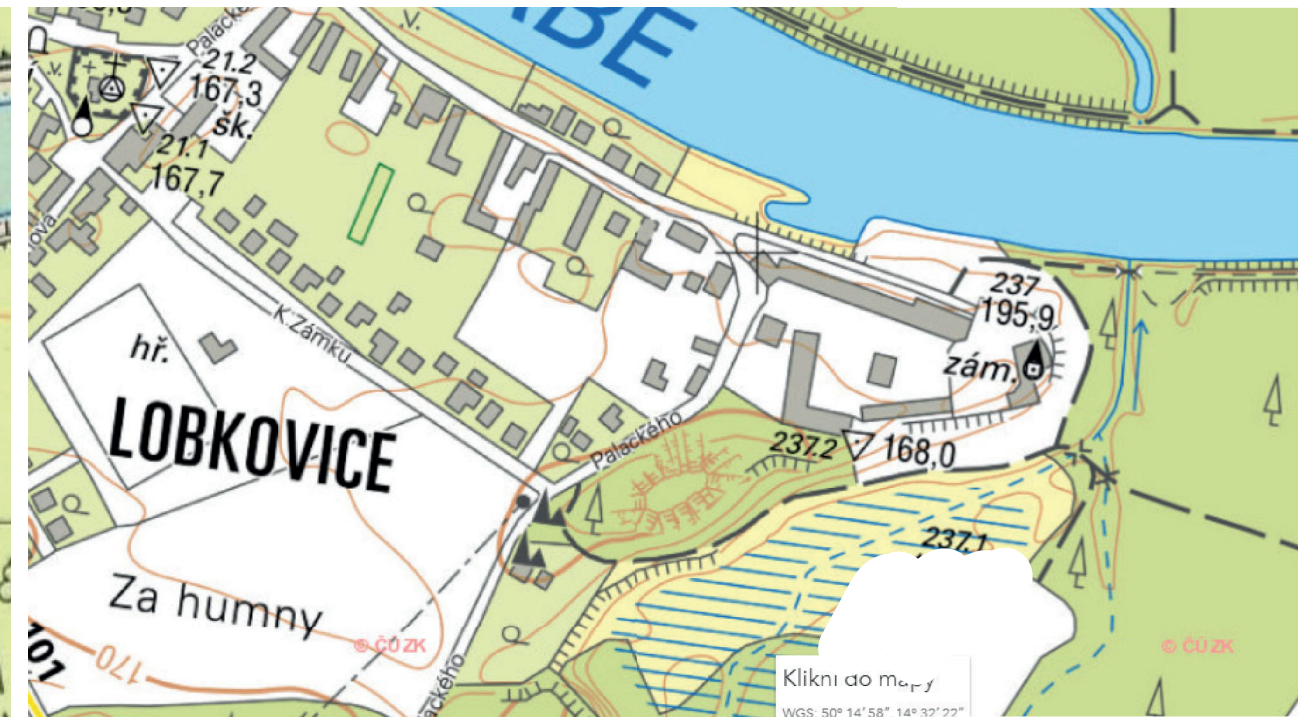 ABE
Palackého
21.2
167,3
šk.
21.1
167,7
K Zámku
hř.
LOBKOVICE
237
195,9
zám.
Palackého
237.2
168,0
237.1
Za humny
© ČÚZK
© ČÚZK
101
170
Klikni do mapy
WGS: 50° 14' 58", 14° 32' 22"